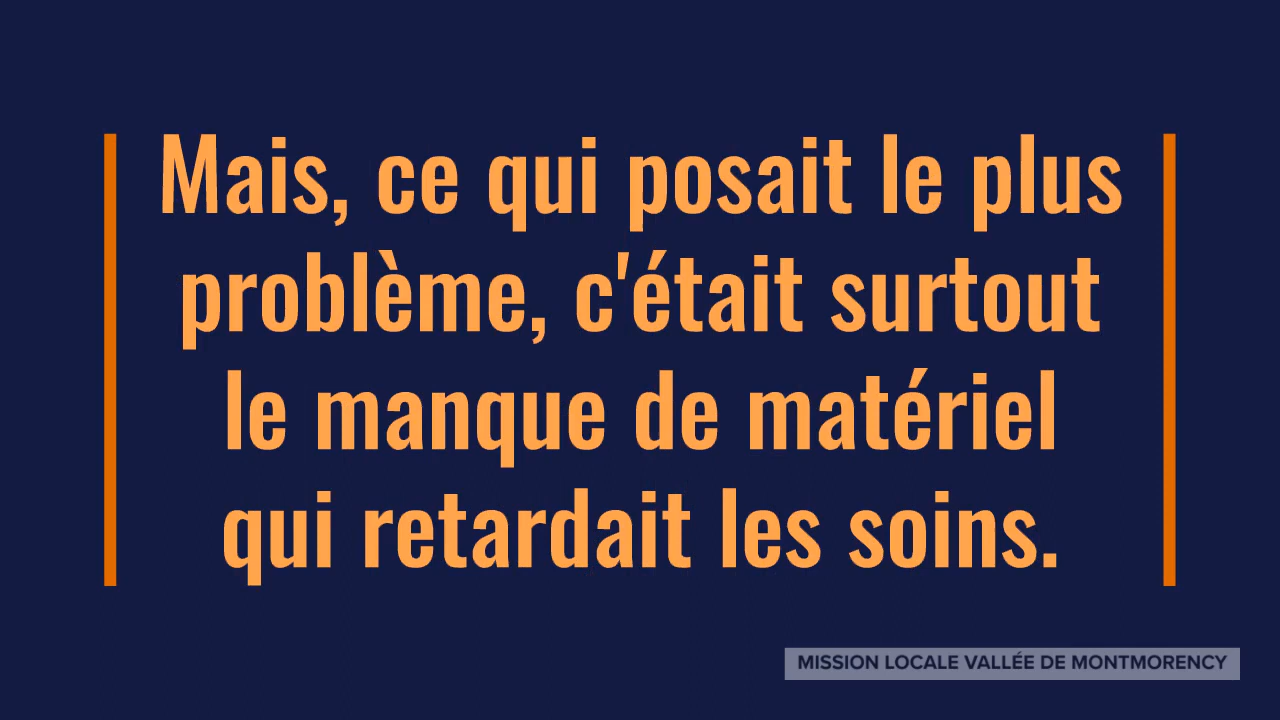 Mais, ce qui posait le plus
problème, c'était surtout
le manque de matériel
qui retardait les soins.
MISSION LOCALE VALLÉE DE MONTMORENCY